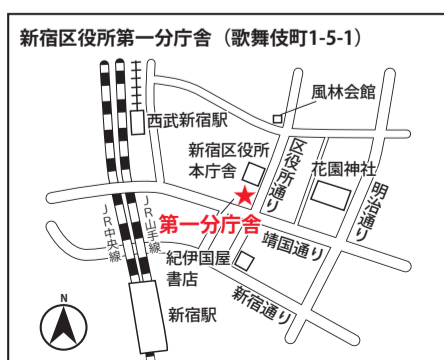 新宿区役所第一分庁舎（歌舞伎町1-5-1）
風林会館
西武新宿駅
新宿区役所
本庁舎
区役所通り
花園神社
明治通り
第一分庁舎
靖国通り
JR中央線
JR山手線
紀伊国屋
書店
新宿通り
新宿駅
N